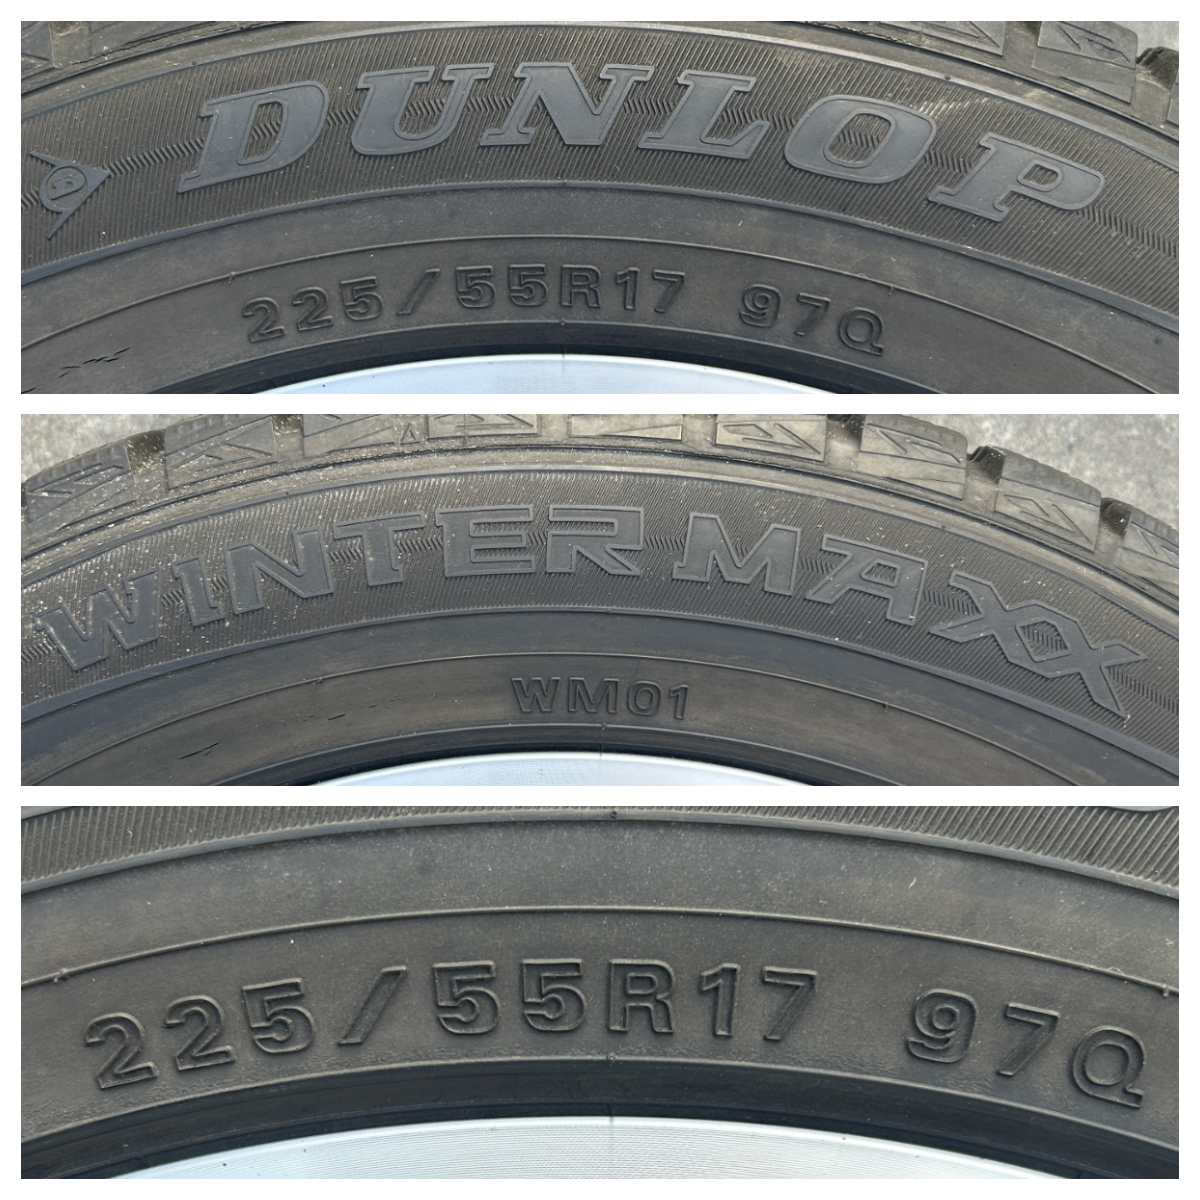 DUNLOP
225/55R17 97Q
WINTER MAXX
WM01
225/55R17 97Q